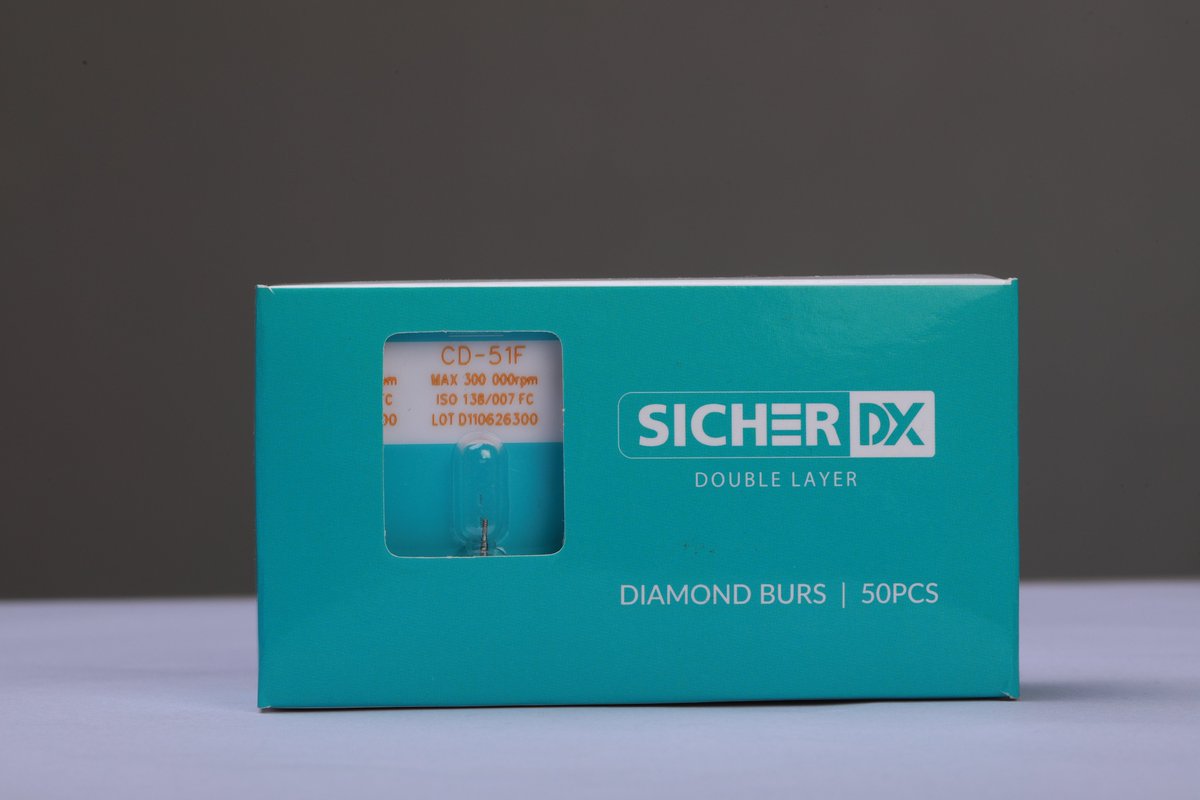 CD-51F
MAX 300 000rpm
ISO 138/007 FC
LOT D110626300
SICHER DX
DOUBLE LAYER
DIAMOND BURS | 50PCS